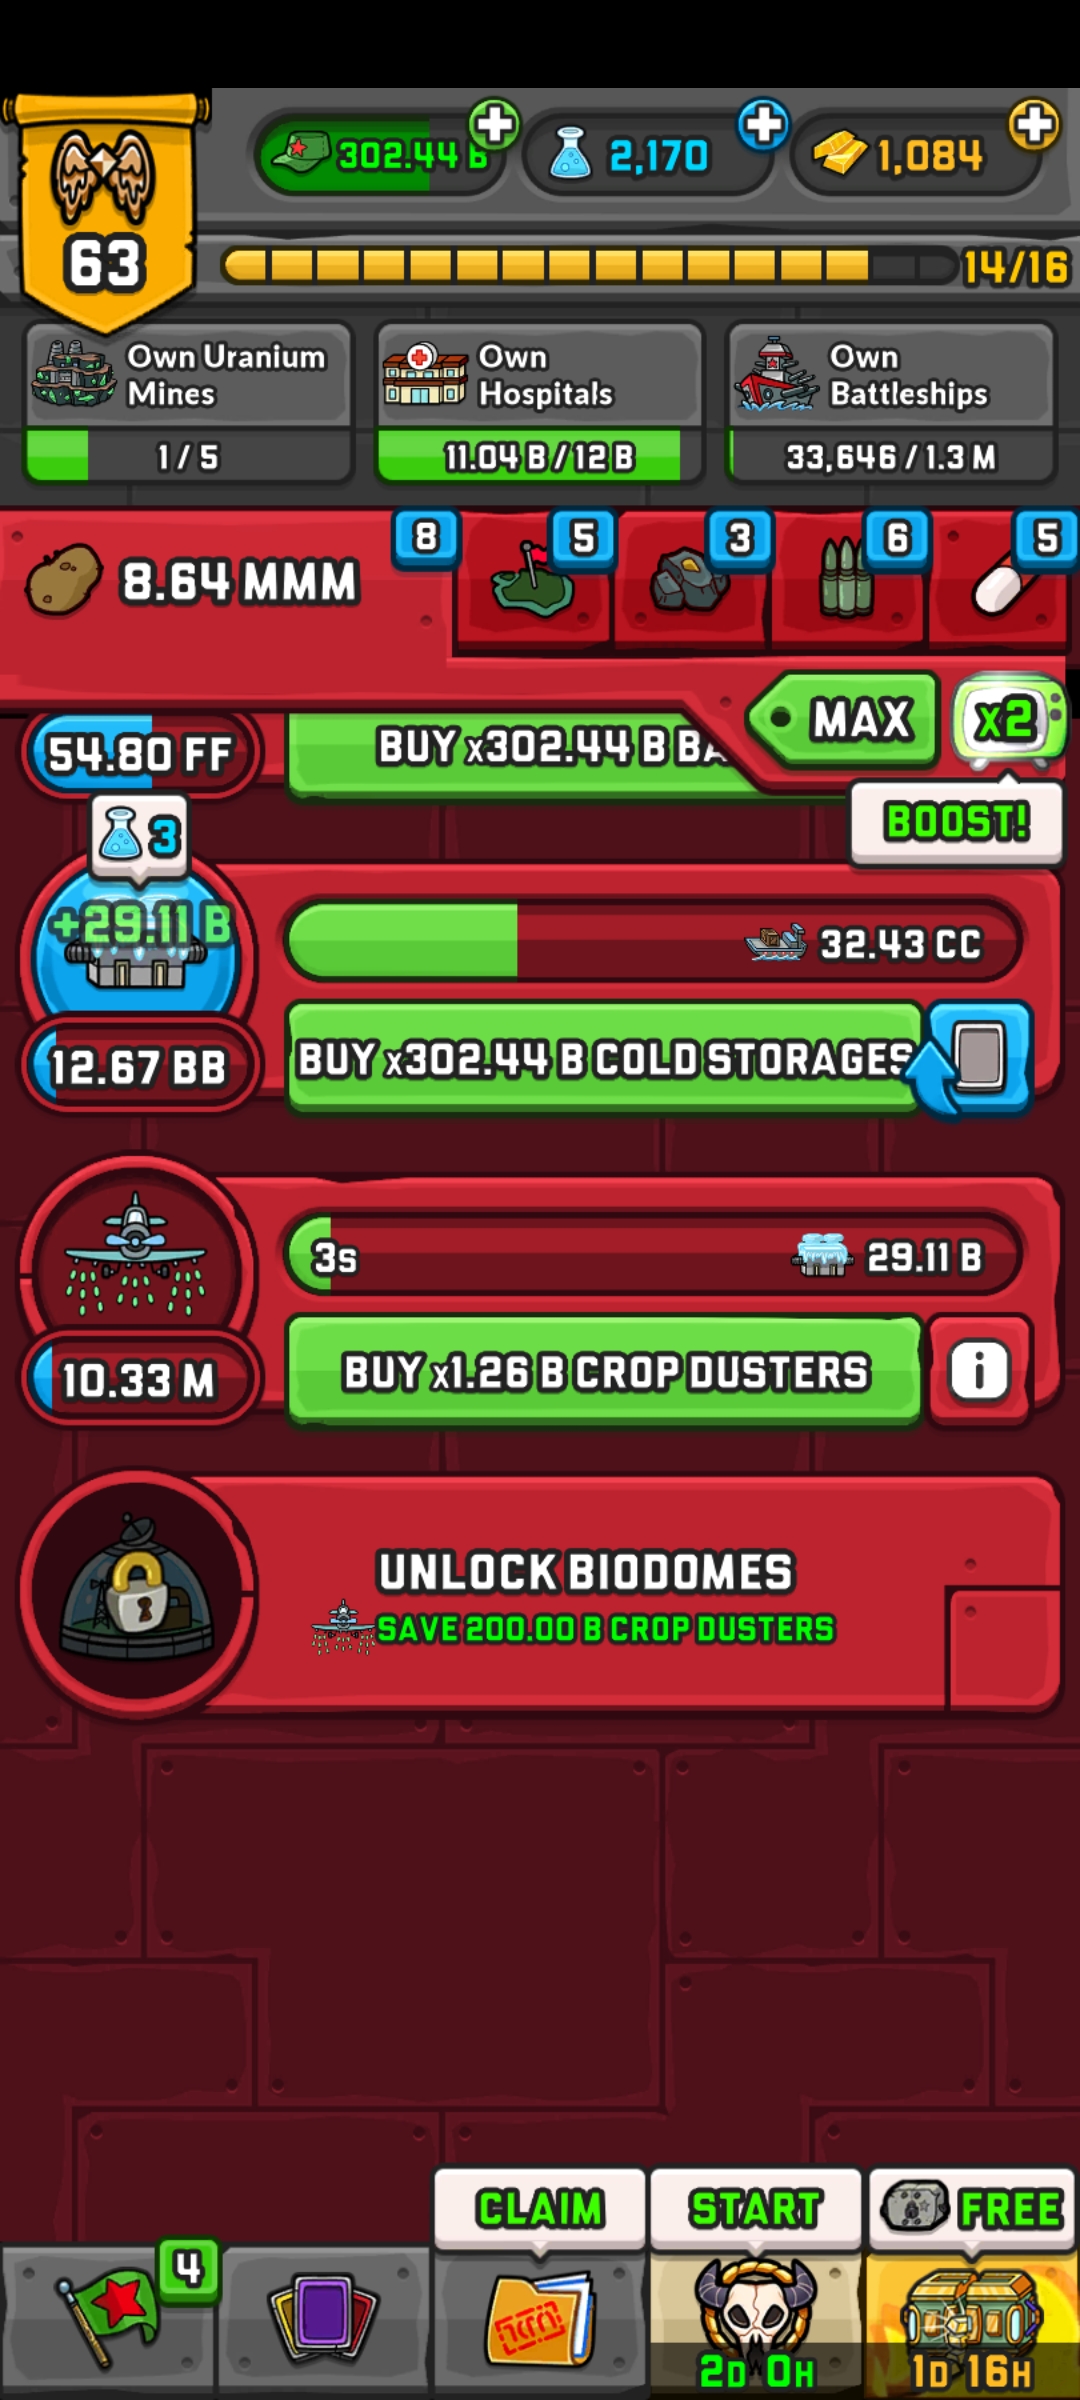 302.44 B
2,170
1,084
63
14/16
Own Uranium
Mines
1 / 5
Own
Hospitals
11.04 B / 12 B
Own
Battleships
33,646 / 1.3 M
8.64 MMM
8
5
3
6
5
MAX
x2
54.80 FF
BUY x302.44 B
BOOST!
3
+29.11 B
32.43 CC
12.67 BB
BUY x302.44 B COLD STORAGES
3s
29.11 B
10.33 M
BUY x1.26 B CROP DUSTERS
i
UNLOCK BIODOMES
SAVE 200.00 B CROP DUSTERS
CLAIM
START
FREE
4
2D 0H
1D 16H